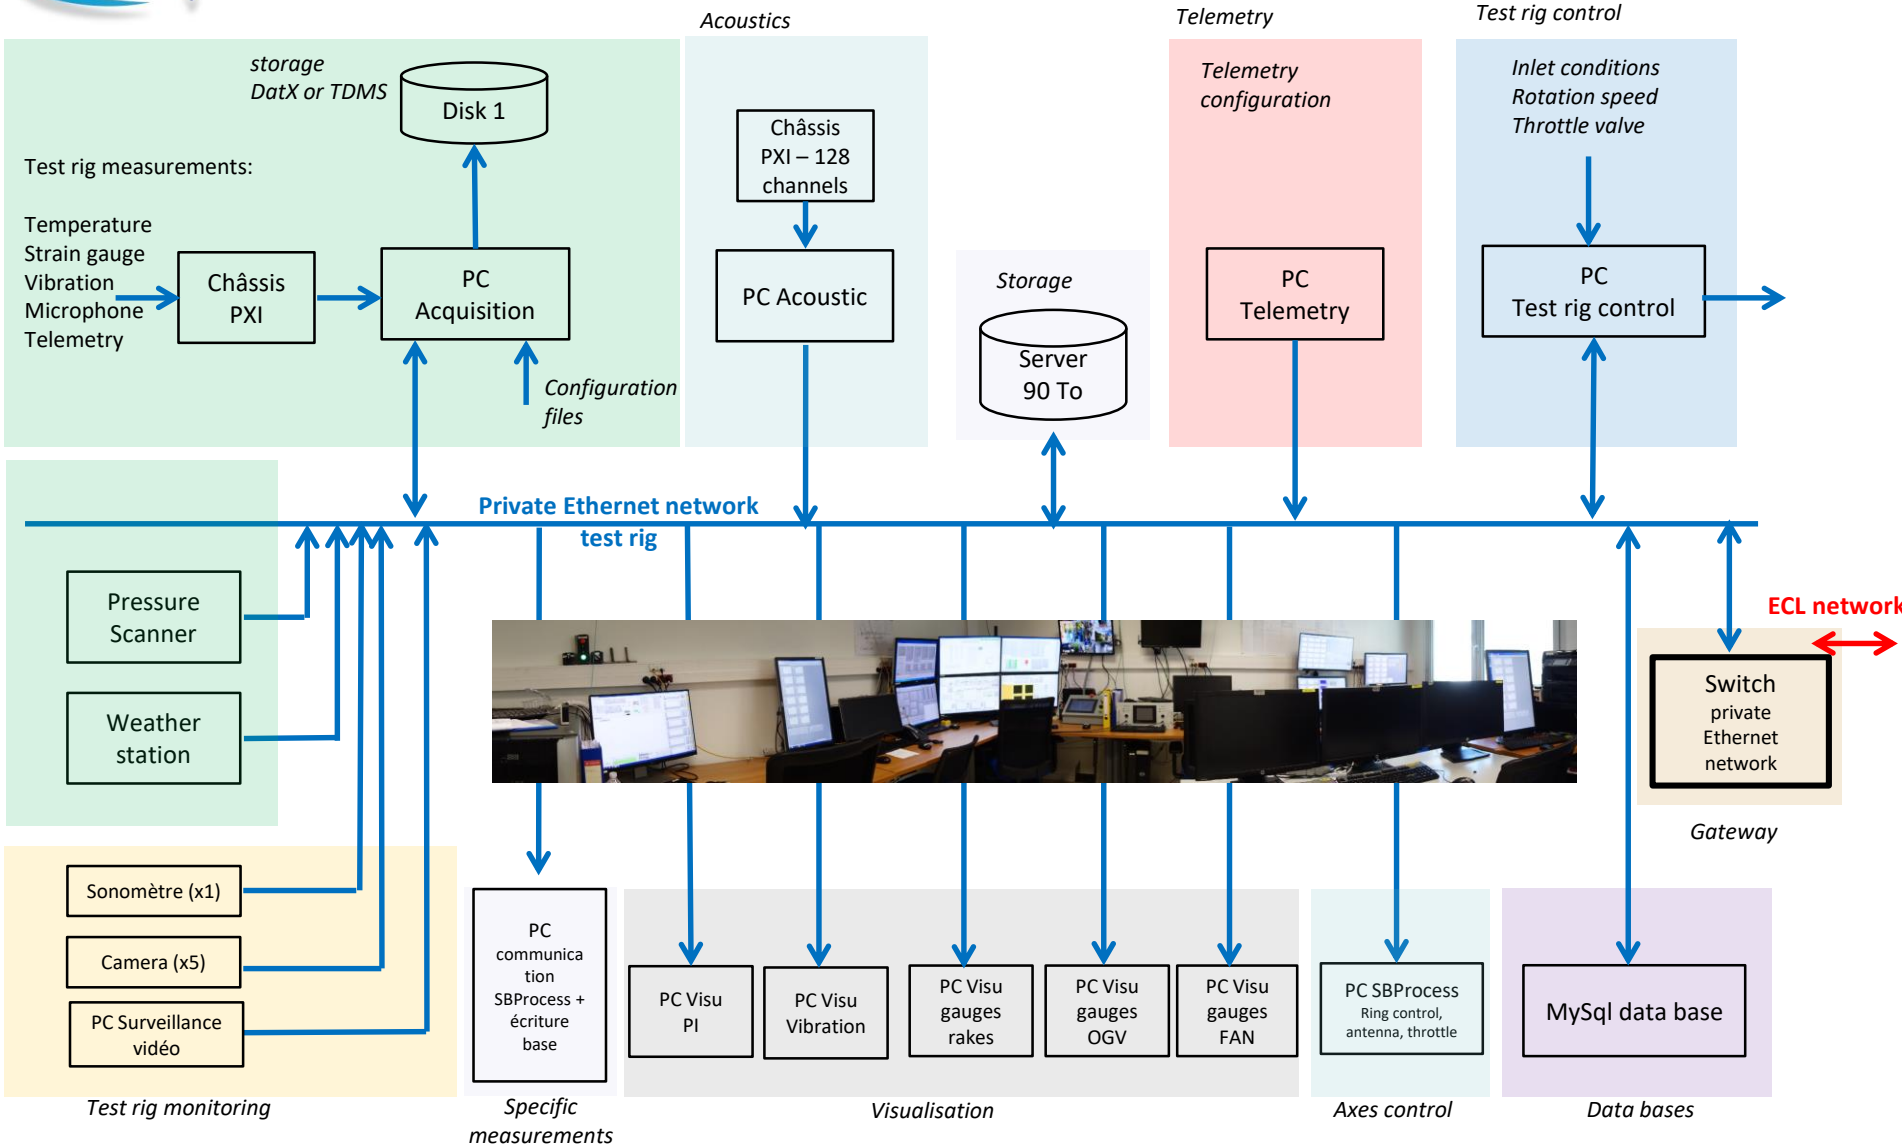 Acoustics
Telemetry
Test rig control
storage
DatX or TDMS
Disk 1
Test rig measurements:
Temperature
Strain gauge
Vibration
Microphone
Telemetry
Châssis
PXI
PC
Acquisition
Configuration
files
Châssis
PXI – 128
channels
PC Acoustic
Storage
Server
90 To
Telemetry
configuration
PC
Telemetry
Inlet conditions
Rotation speed
Throttle valve
PC
Test rig control
Private Ethernet network
test rig
Pressure
Scanner
Weather
station
ECL network
Switch
private
Ethernet
network
Gateway
Sonomètre (x1)
Camera (x5)
PC Surveillance
vidéo
Test rig monitoring
PC
communica
tion
SBProcess +
écriture
base
Specific
measurements
PC Visu
PI
PC Visu
Vibration
PC Visu
gauges
rakes
PC Visu
gauges
OGV
PC Visu
gauges
FAN
Visualisation
PC SBProcess
Ring control,
antenna, throttle
Axes control
MySql data base
Data bases